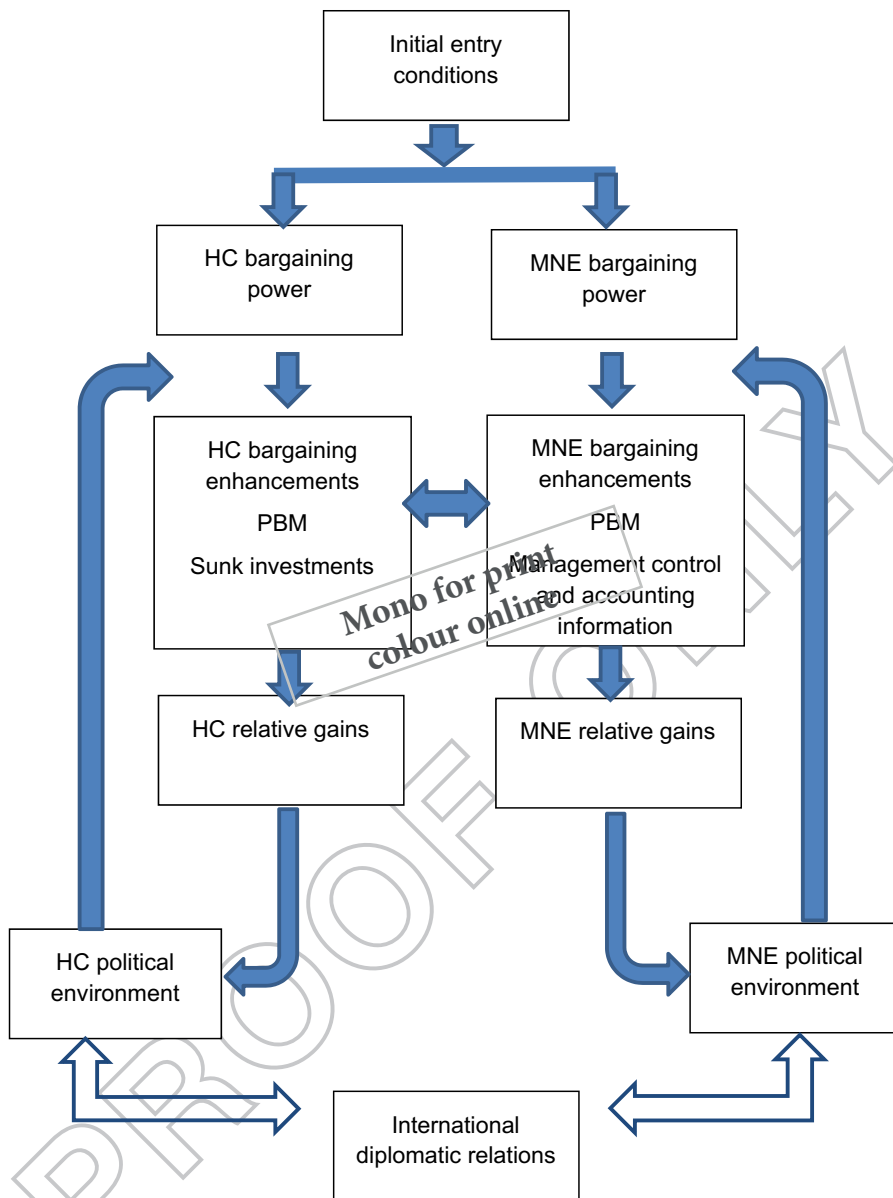 Initial entry
conditions
HC bargaining
power
MNE bargaining
power
HC bargaining
enhancements
PBM
Sunk investments
MNE bargaining
enhancements
PBM
Management control
and accounting
information
Mono for print
colour online
HC relative gains
MNE relative gains
HC political
environment
MNE political
environment
International
diplomatic relations
PROOF ONLY